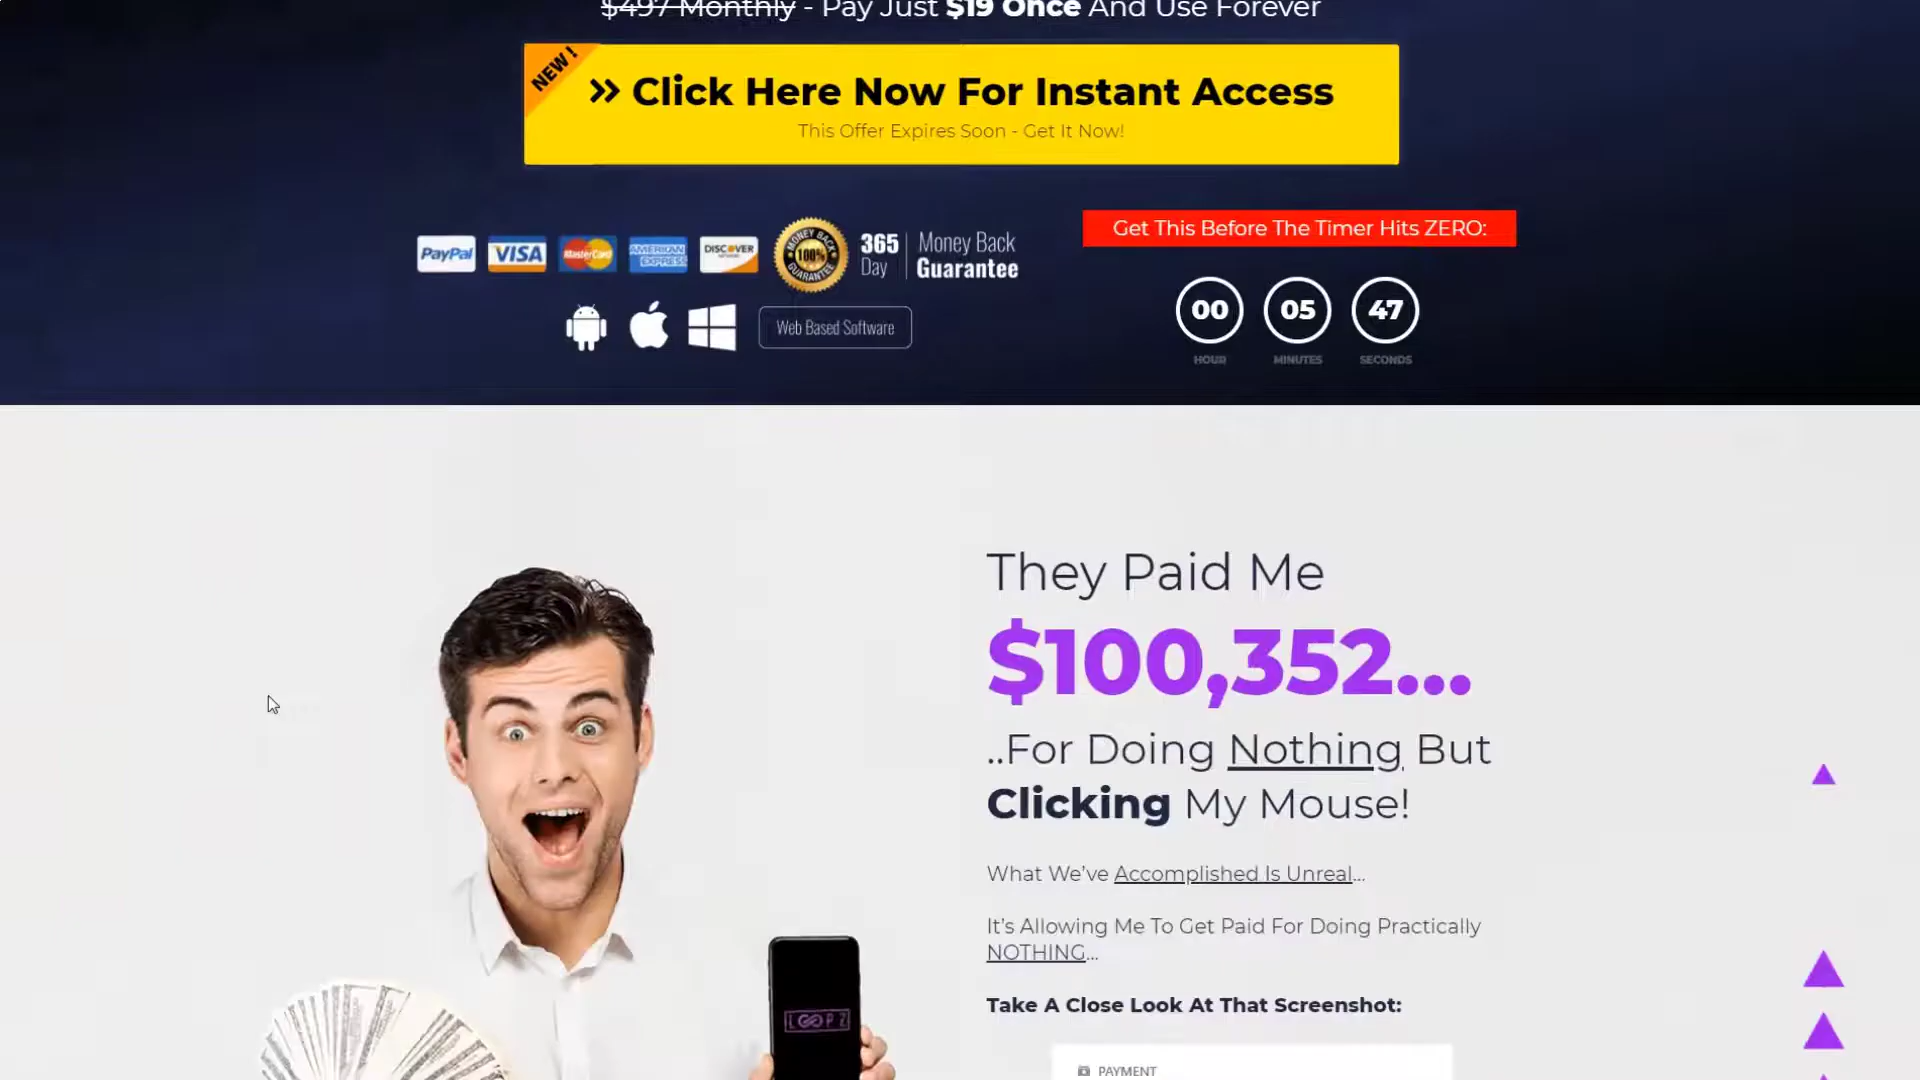 $497 Monthly - Pay Just $19 Once And Use Forever
NEW!
Click Here Now For Instant Access
This Offer Expires Soon - Get It Now!
PayPal VISA MasterCard AMERICAN EXPRESS DISCOVER
MONEY BACK 100% GUARANTEE
365 Day
Money Back Guarantee
Web Based Software
Get This Before The Timer Hits ZERO:
00 05 47
HOUR MINUTES SECONDS
They Paid Me
$100,352...
..For Doing Nothing But
Clicking My Mouse!
What We’ve Accomplished Is Unreal...
It’s Allowing Me To Get Paid For Doing Practically
NOTHING...
Take A Close Look At That Screenshot:
LOOPZ
PAYMENT